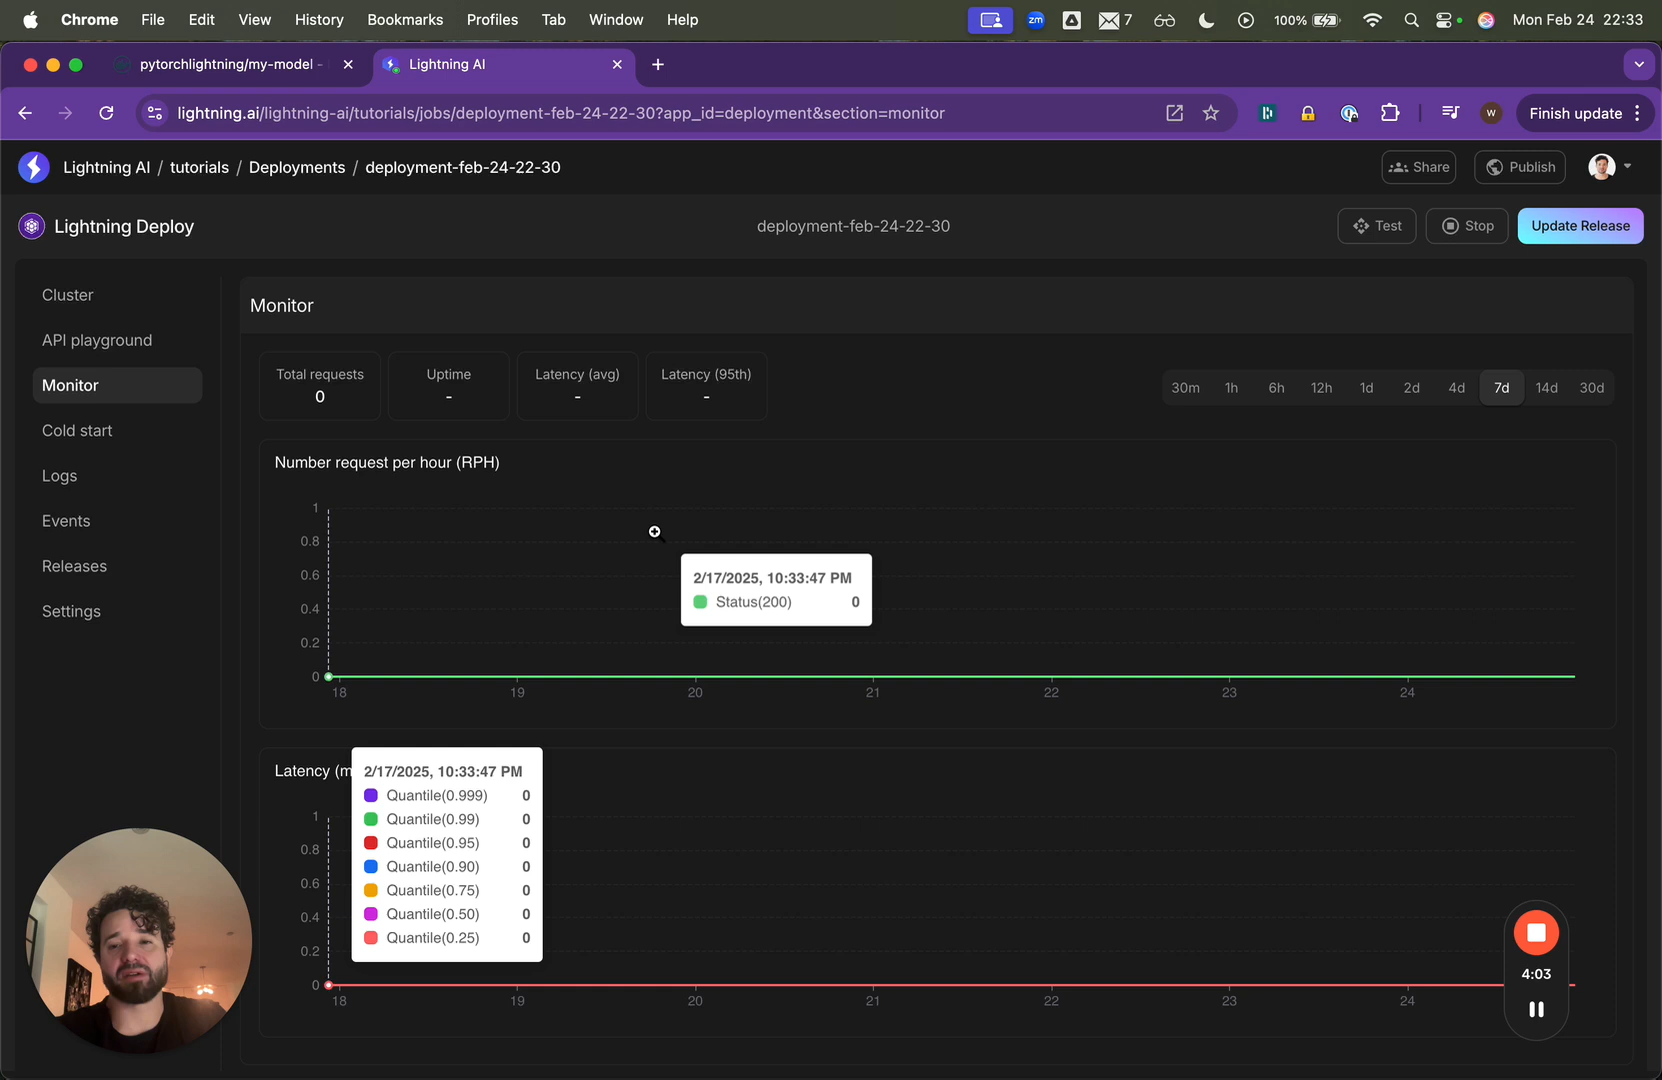 Chrome File Edit View History Bookmarks Profiles Tab Window Help zm 7 100% Mon Feb 24 22:33
pytorchlightning/my-model - Lightning AI
lightning.ai/lightning-ai/tutorials/jobs/deployment-feb-24-22-30?app_id=deployment&section=monitor W Finish update
Lightning AI / tutorials / Deployments / deployment-feb-24-22-30 Share Publish
Lightning Deploy deployment-feb-24-22-30 Test Stop Update Release
Cluster
API playground
Monitor
Cold start
Logs
Events
Releases
Settings
Monitor
Total requests Uptime Latency (avg) Latency (95th)
0 - - -
30m 1h 6h 12h 1d 2d 4d 7d 14d 30d
Number request per hour (RPH)
1
0.8
0.6
0.4
0.2
0
18 19 20 21 22 23 24
2/17/2025, 10:33:47 PM
Status(200) 0
Latency (m
1
0.8
0.6
0.4
0.2
0
18 19 20 21 22 23 24
2/17/2025, 10:33:47 PM
Quantile(0.999) 0
Quantile(0.99) 0
Quantile(0.95) 0
Quantile(0.90) 0
Quantile(0.75) 0
Quantile(0.50) 0
Quantile(0.25) 0
4:03